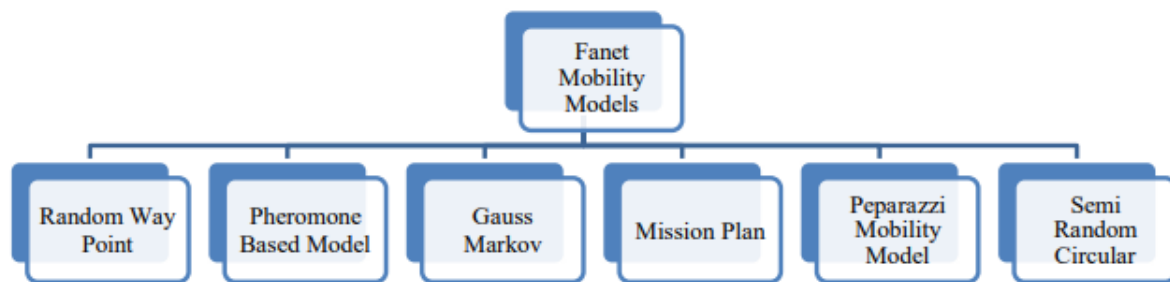 Fanet
Mobility
Models
Random Way
Point
Pheromone
Based Model
Gauss
Markov
Mission Plan
Peparazzi
Mobility
Model
Semi
Random
Circular